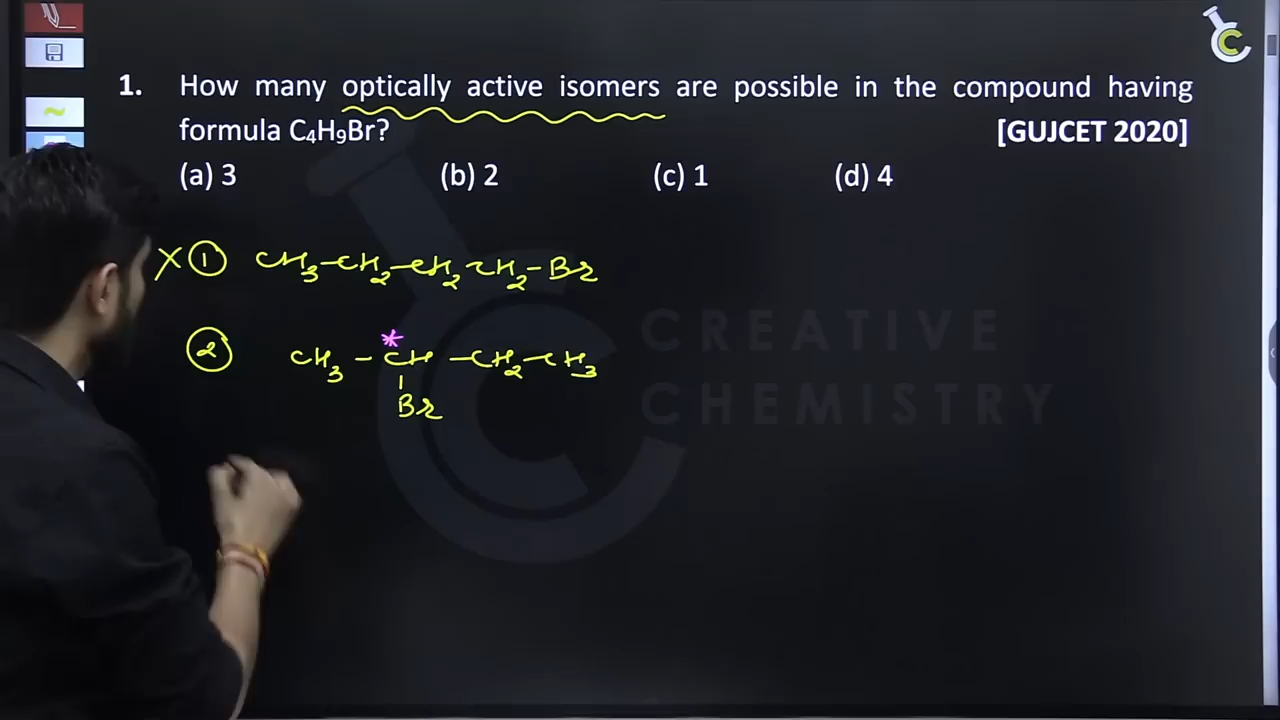 1. How many optically active isomers are possible in the compound having
formula C₄H₉Br? [GUJCET 2020]
(a) 3 (b) 2 (c) 1 (d) 4
X ① CH₃-CH₂-CH₂-CH₂-Br
② CH₃-C*H-CH₂-CH₃
Br
CREATIVE
CHEMISTRY